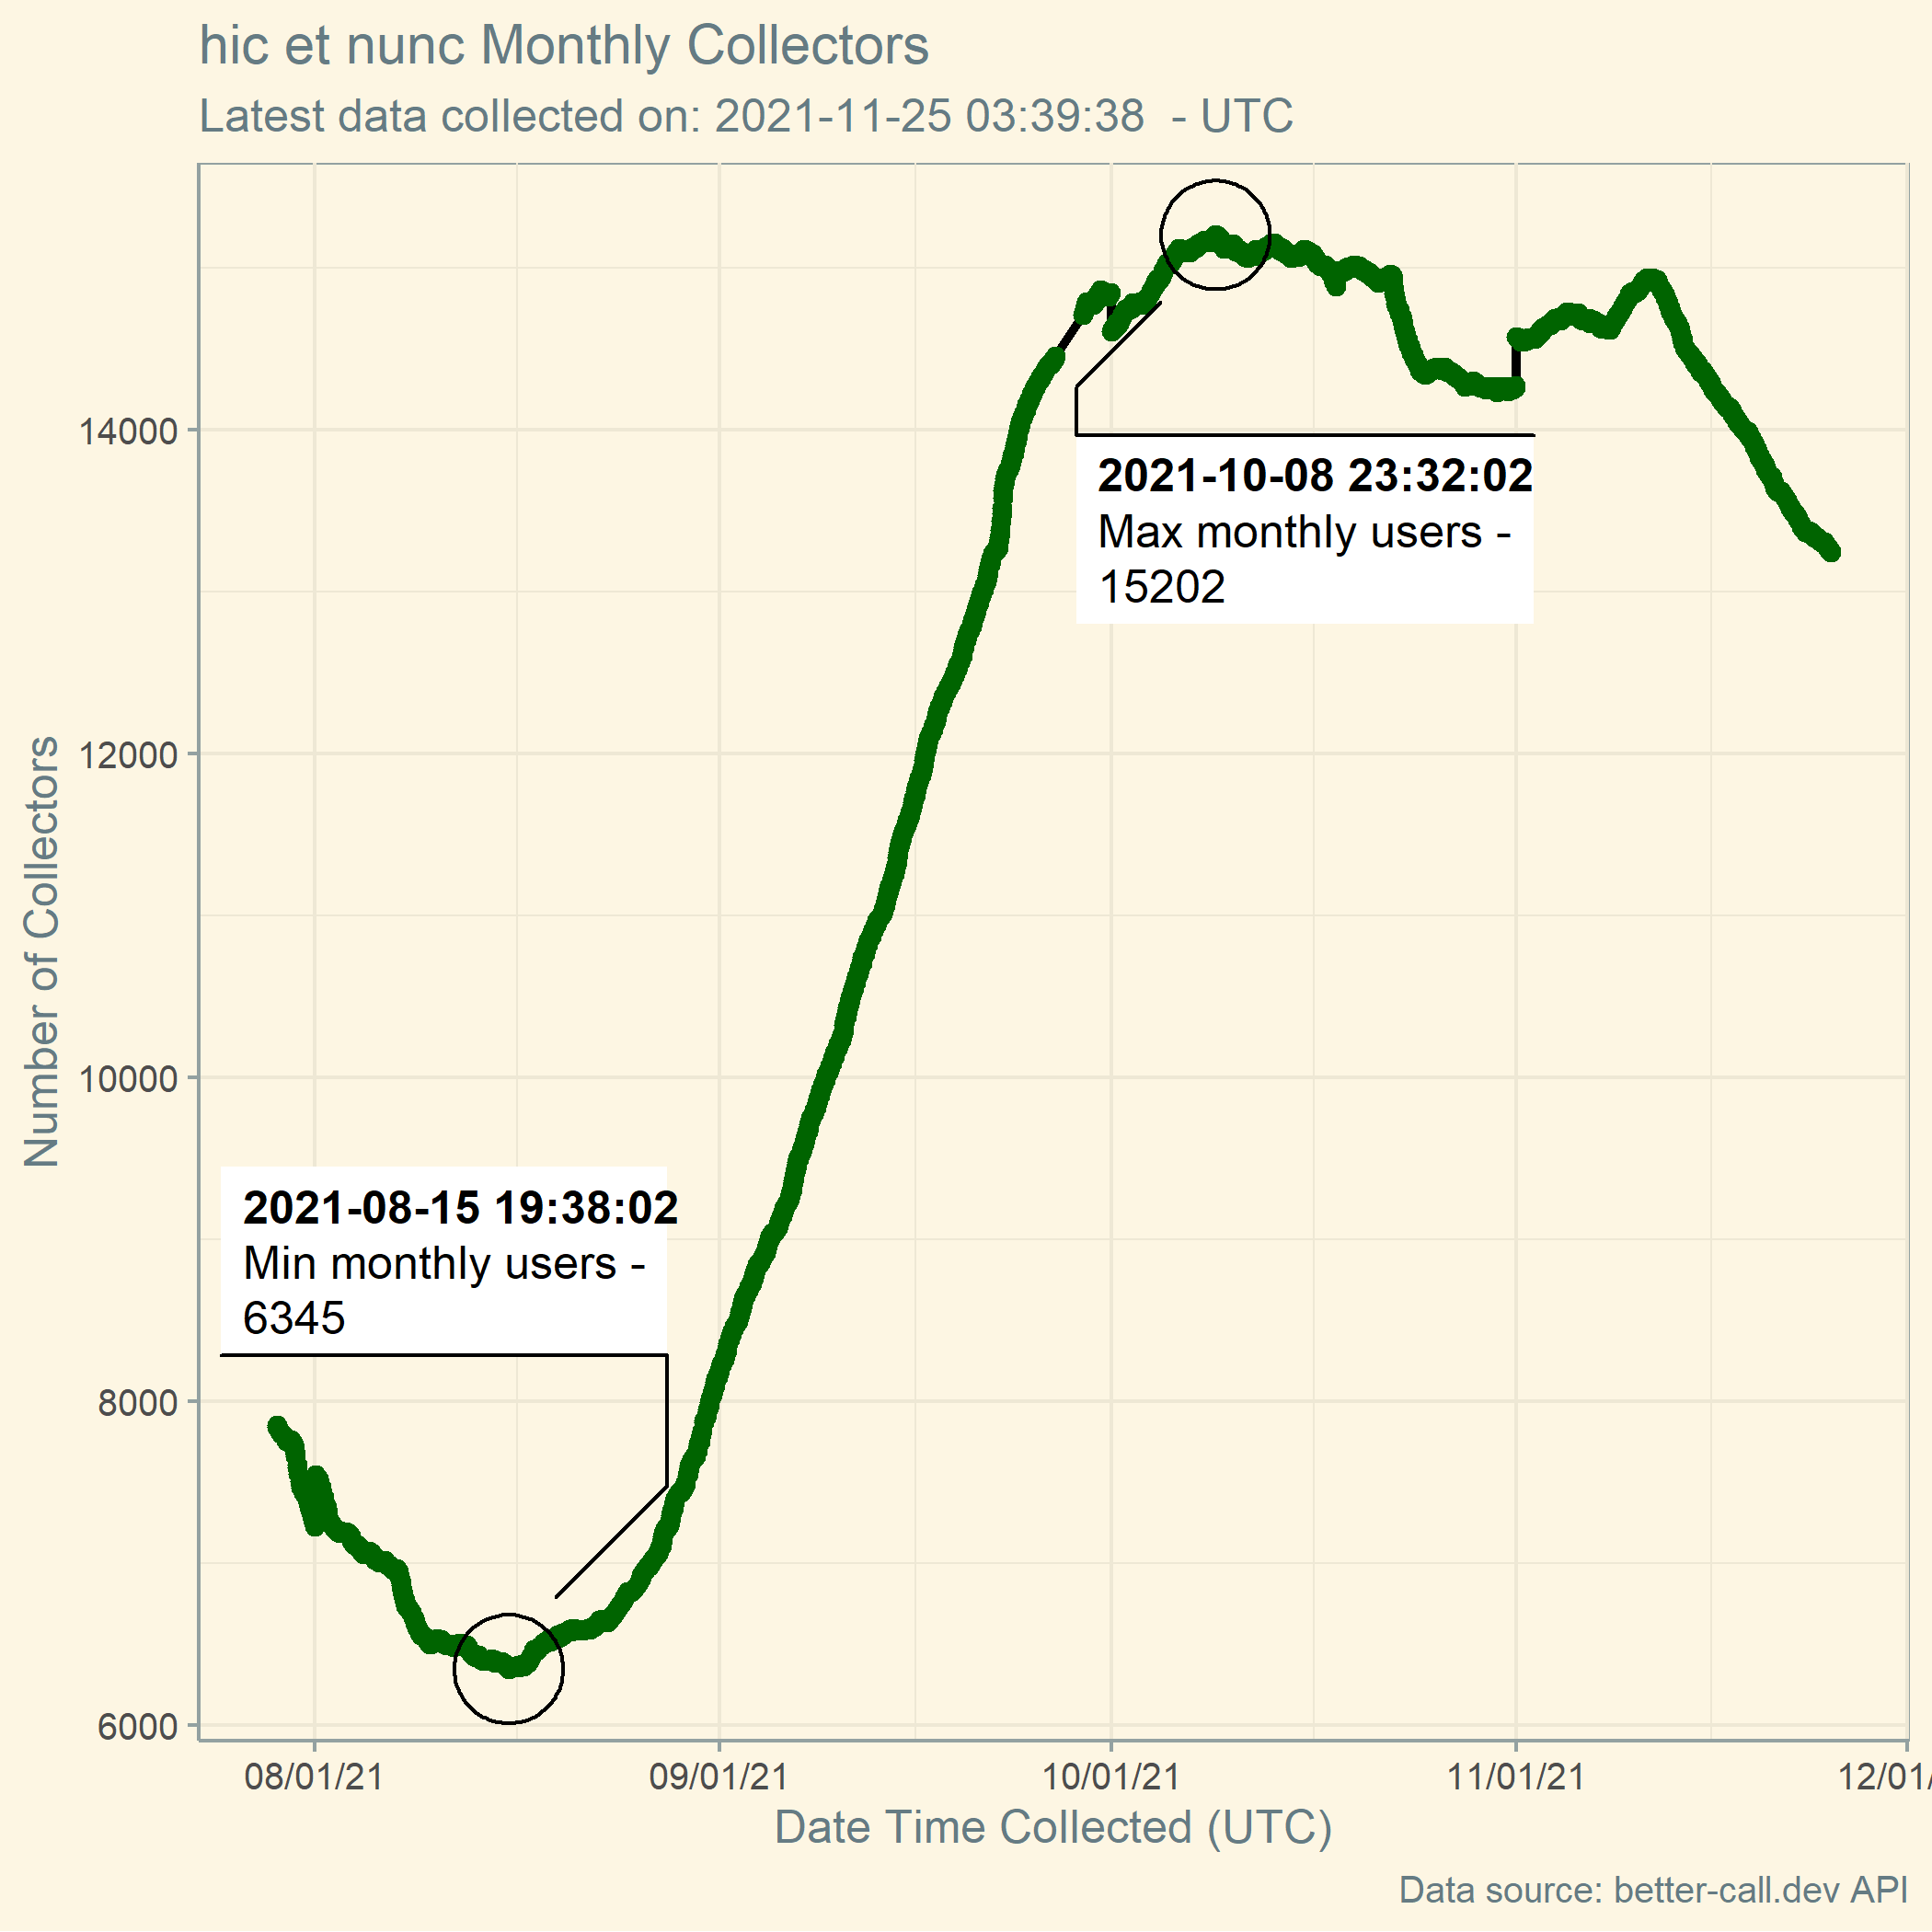 hic et nunc Monthly Collectors
Latest data collected on: 2021-11-25 03:39:38 - UTC
Number of Collectors
14000
12000
10000
8000
6000
2021-10-08 23:32:02
Max monthly users -
15202
2021-08-15 19:38:02
Min monthly users -
6345
08/01/21
09/01/21
10/01/21
11/01/21
12/01/
Date Time Collected (UTC)
Data source: better-call.dev API